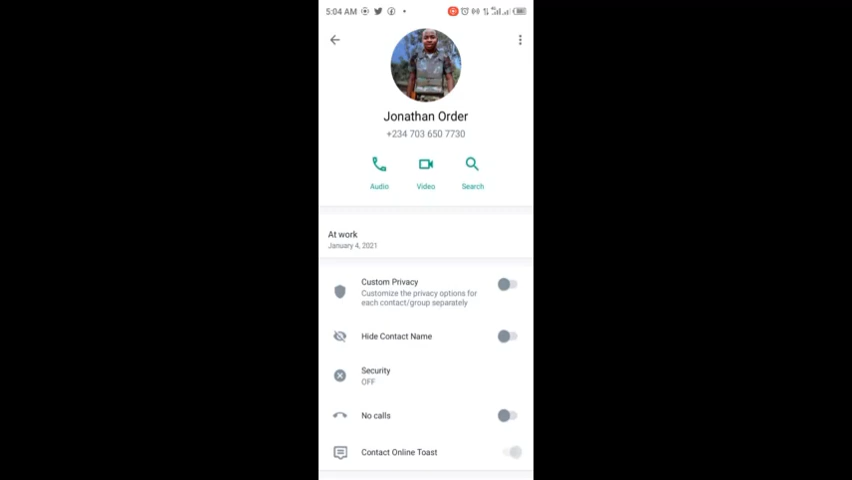 5:04 AM
Jonathan Order
+234 703 650 7730
Audio Video Search
At work
January 4, 2021
Custom Privacy
Customize the privacy options for
each contact/group separately
Hide Contact Name
Security
OFF
No calls
Contact Online Toast